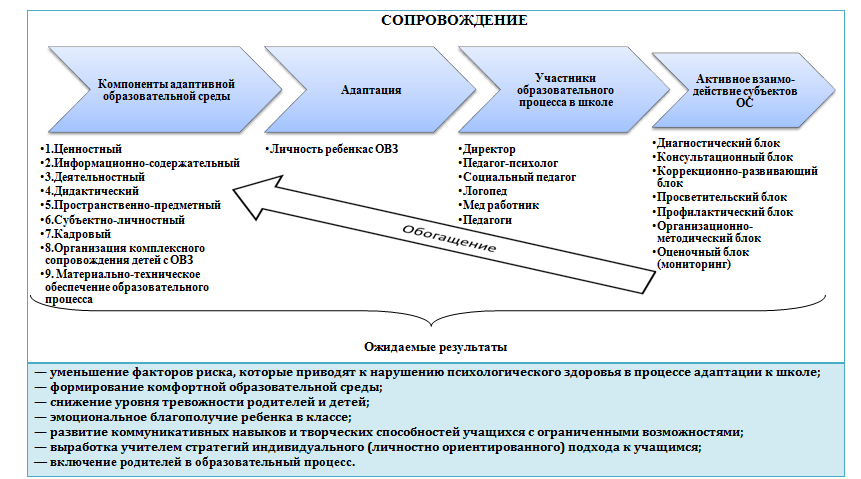 СОПРОВОЖДЕНИЕ
Компоненты адаптивной
образовательной среды
Адаптация
Участники
образовательного
процесса в школе
Активное взаимо-
действие субъектов
ОС
•1.Ценностный
•2.Информационно-содержательный
•3.Деятельностный
•4.Дидактический
•5.Пространственно-предметный
•6.Субъектно-личностный
•7.Кадровый
•8.Организация комплексного
сопровождения детей с ОВЗ
•9. Материально-техническое
обеспечение образовательного
процесса
•Личность ребенкас ОВЗ
•Директор
•Педагог-психолог
•Социальный педагог
•Логопед
•Мед работник
•Педагоги
•Диагностический блок
•Консультационный блок
•Коррекционно-развивающий
блок
•Просветительский блок
•Профилактический блок
•Организационно-
методический блок
•Оценочный блок
(мониторинг)
Обогащение
Ожидаемые результаты
— уменьшение факторов риска, которые приводят к нарушению психологического здоровья в процессе адаптации к школе;
— формирование комфортной образовательной среды;
— снижение уровня тревожности родителей и детей;
— эмоциональное благополучие ребенка в классе;
— развитие коммуникативных навыков и творческих способностей учащихся с ограниченными возможностями;
— выработка учителем стратегий индивидуального (личностно ориентированного) подхода к учащимся;
— включение родителей в образовательный процесс.